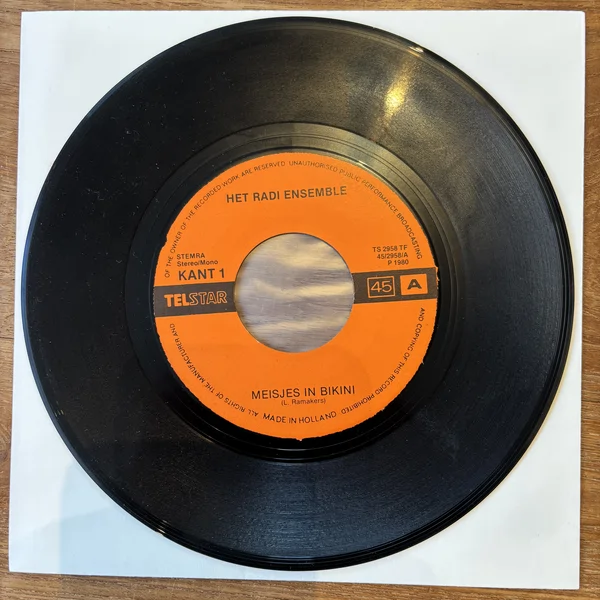 ALL RIGHTS OF THE MANUFACTURER AND OF THE OWNER OF THE RECORDED WORK ARE RESERVED. UNAUTHORISED PUBLIC PERFORMANCE BROADCASTING AND COPYING OF THIS RECORD PROHIBITED
HET RADI ENSEMBLE
STEMRA
Stereo/Mono
KANT 1
TS 2958 TF
45/2958/A
P 1980
TELSTAR
45 A
MEISJES IN BIKINI
(L. Ramakers)
MADE IN HOLLAND